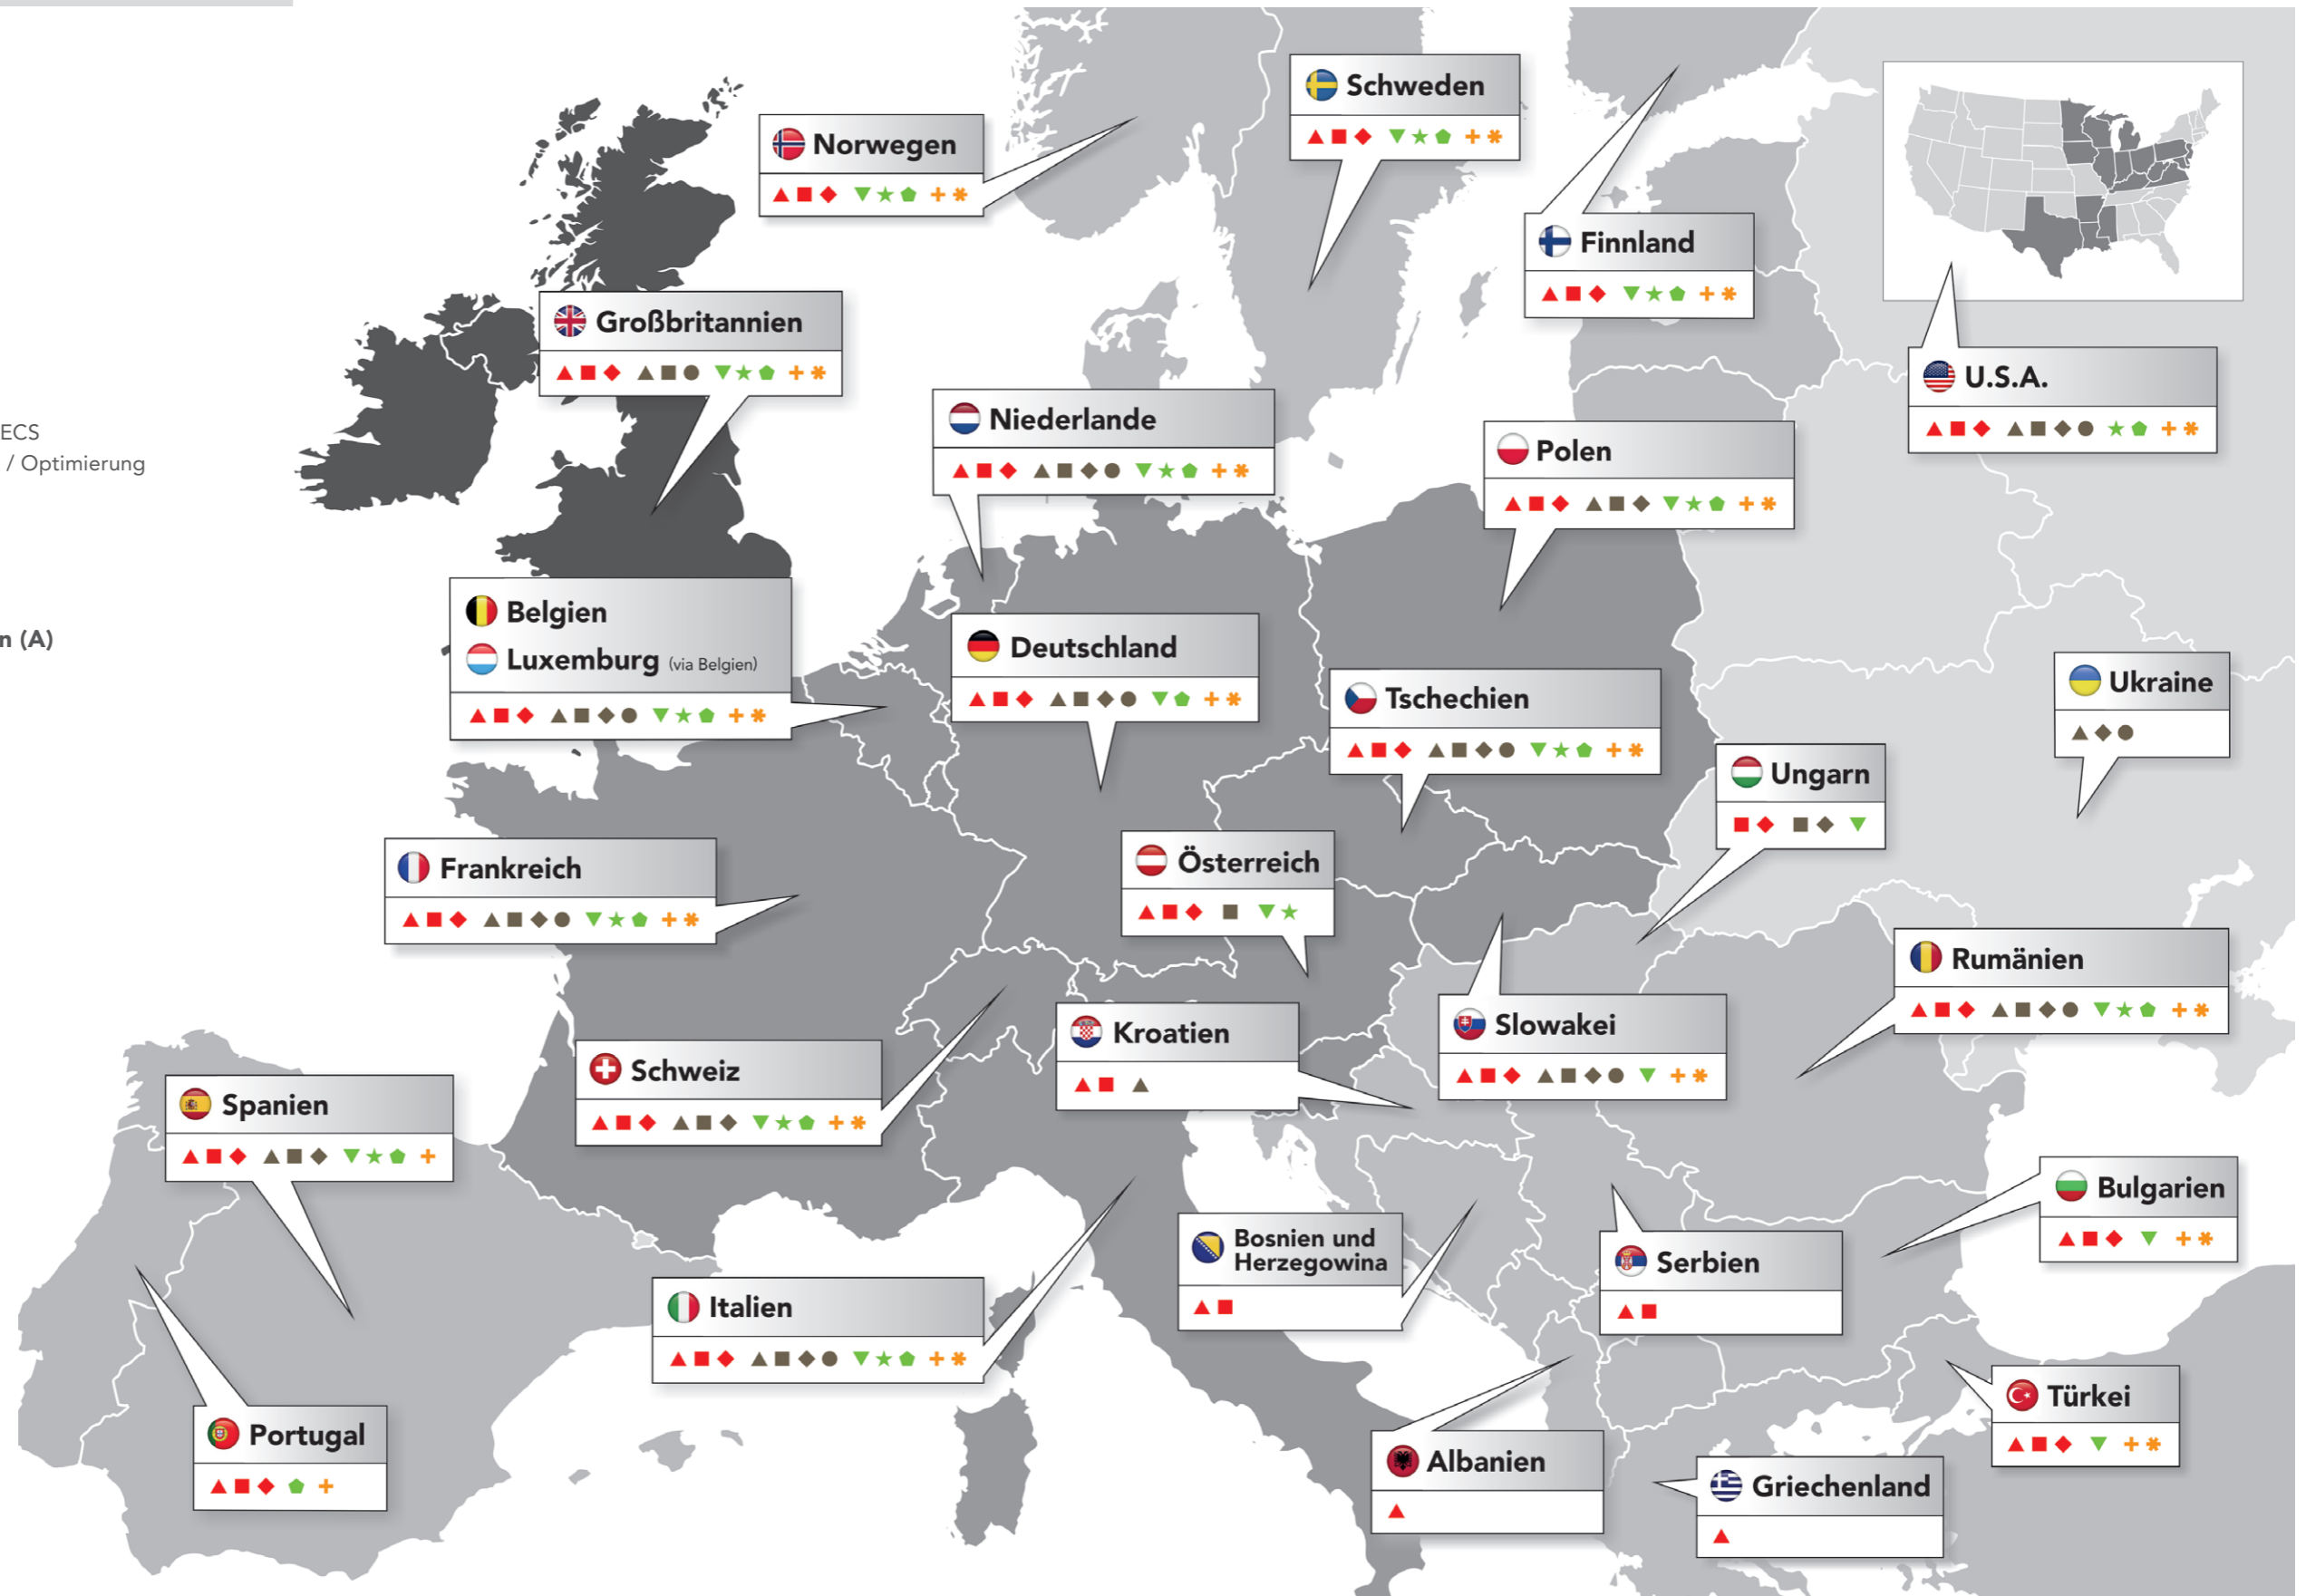 Schweden
Norwegen
Finnland
Großbritannien
U.S.A.
Niederlande
ECS
/ Optimierung
Polen
Belgien
Luxemburg (via Belgien)
n (A)
Deutschland
Tschechien
Ukraine
Ungarn
Frankreich
Österreich
Rumänien
Kroatien
Slowakei
Schweiz
Spanien
Bulgarien
Bosnien und
Herzegowina
Serbien
Italien
Türkei
Portugal
Albanien
Griechenland